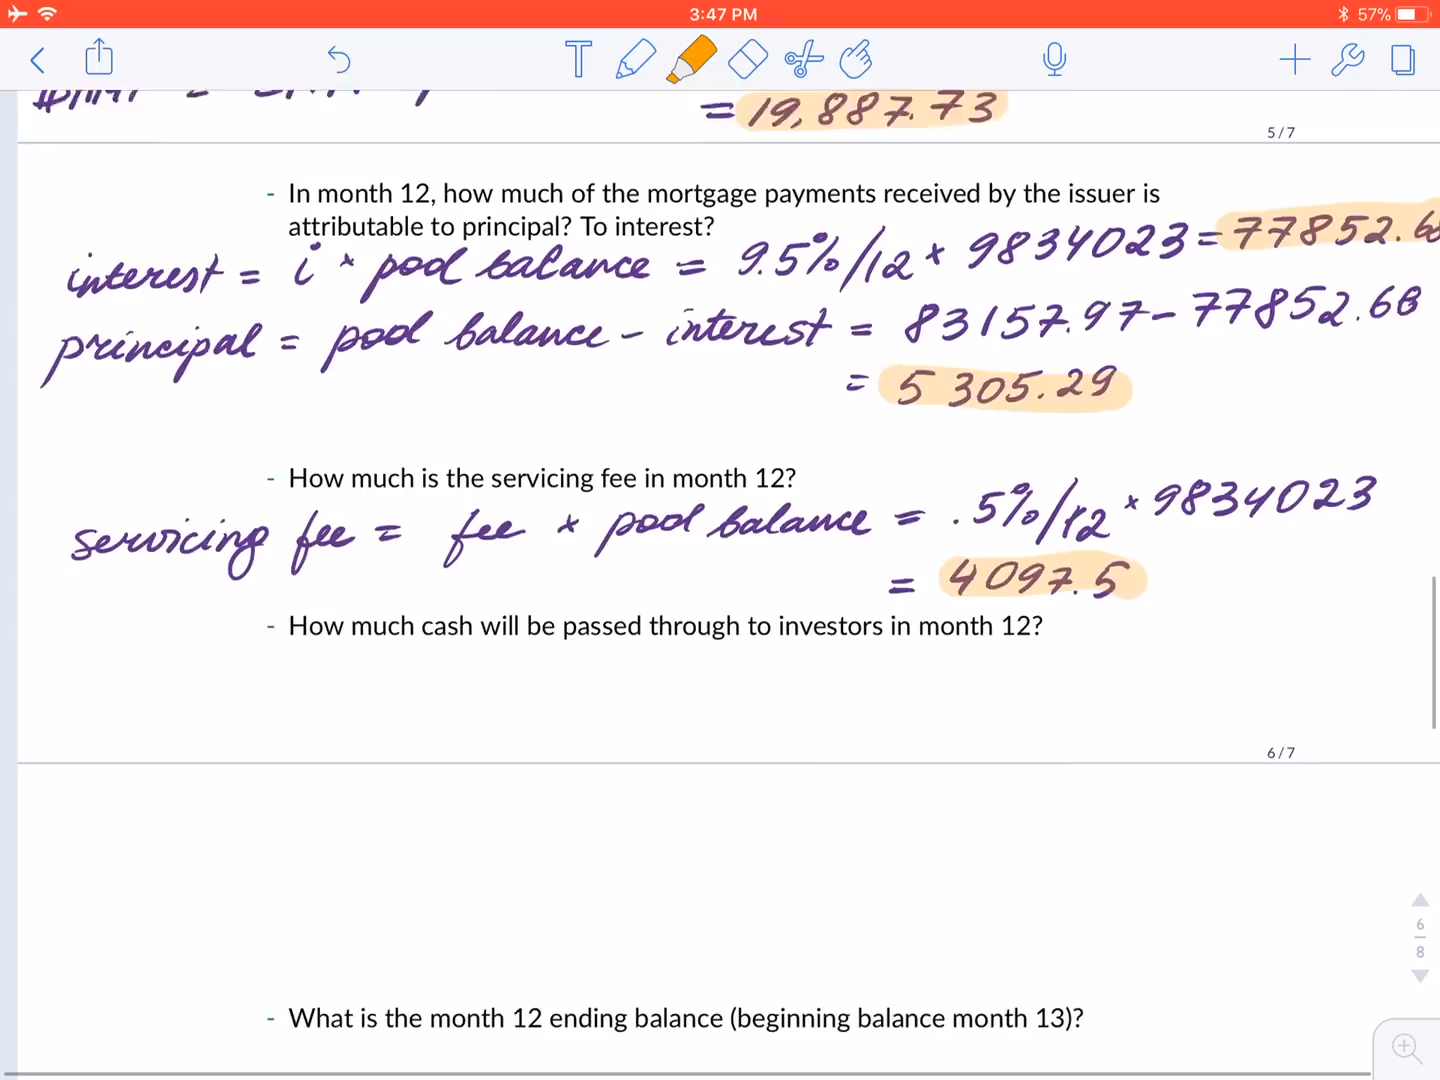 3:47 PM
57%
T
= 19,887.73
5 / 7
- In month 12, how much of the mortgage payments received by the issuer is
attributable to principal? To interest?
interest = i * pool balance = 9.5%/12 * 9834023 = 77852.68
principal = pool balance - interest = 83157.97 - 77852.68
= 5 305.29
- How much is the servicing fee in month 12?
servicing fee = fee * pool balance = .5%/12 * 9834023
= 4097.5
- How much cash will be passed through to investors in month 12?
6 / 7
6
8
- What is the month 12 ending balance (beginning balance month 13)?